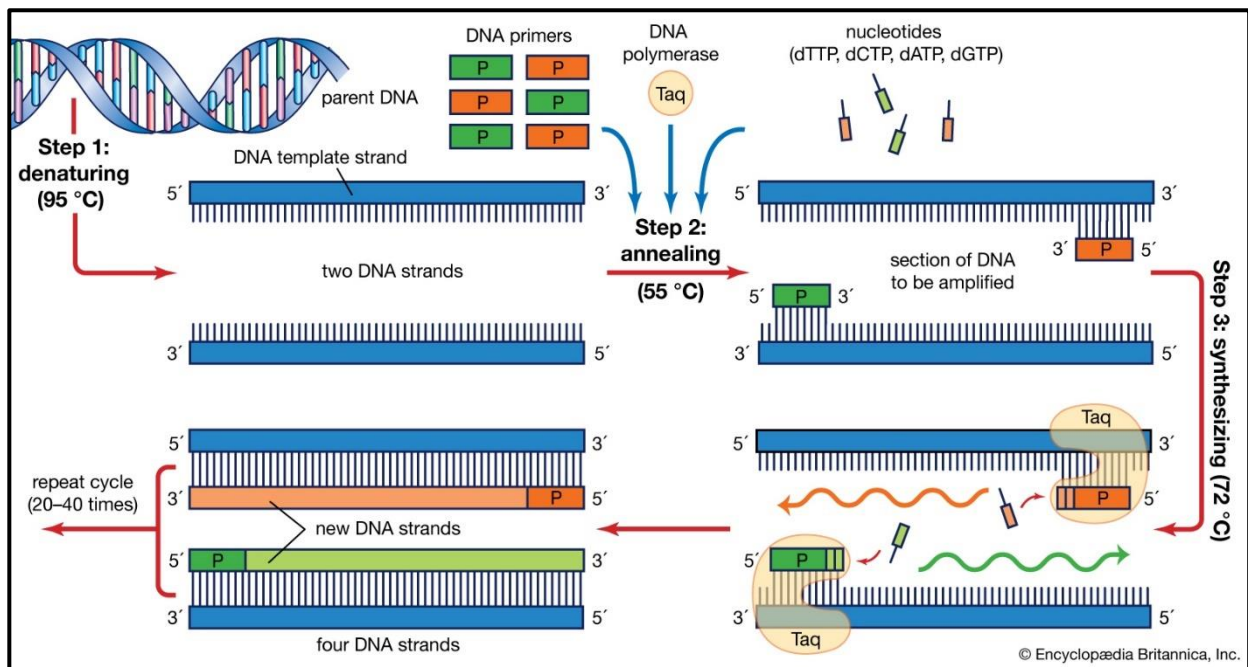 parent DNA
DNA primers
P
P
P
P
P
P
DNA
polymerase
Taq
nucleotides
(dTTP, dCTP, dATP, dGTP)
Step 1:
denaturing
(95 °C)
DNA template strand
5′
3′
two DNA strands
3′
5′
Step 2:
annealing
(55 °C)
5′
3′
3′
P
5′
section of DNA
to be amplified
5′
P
3′
3′
5′
Step 3: synthesizing (72 °C)
Taq
5′
3′
P
5′
5′
P
3′
5′
Taq
5′
3′
3′
P
5′
new DNA strands
5′
P
3′
3′
5′
four DNA strands
repeat cycle
(20–40 times)
© Encyclopædia Britannica, Inc.